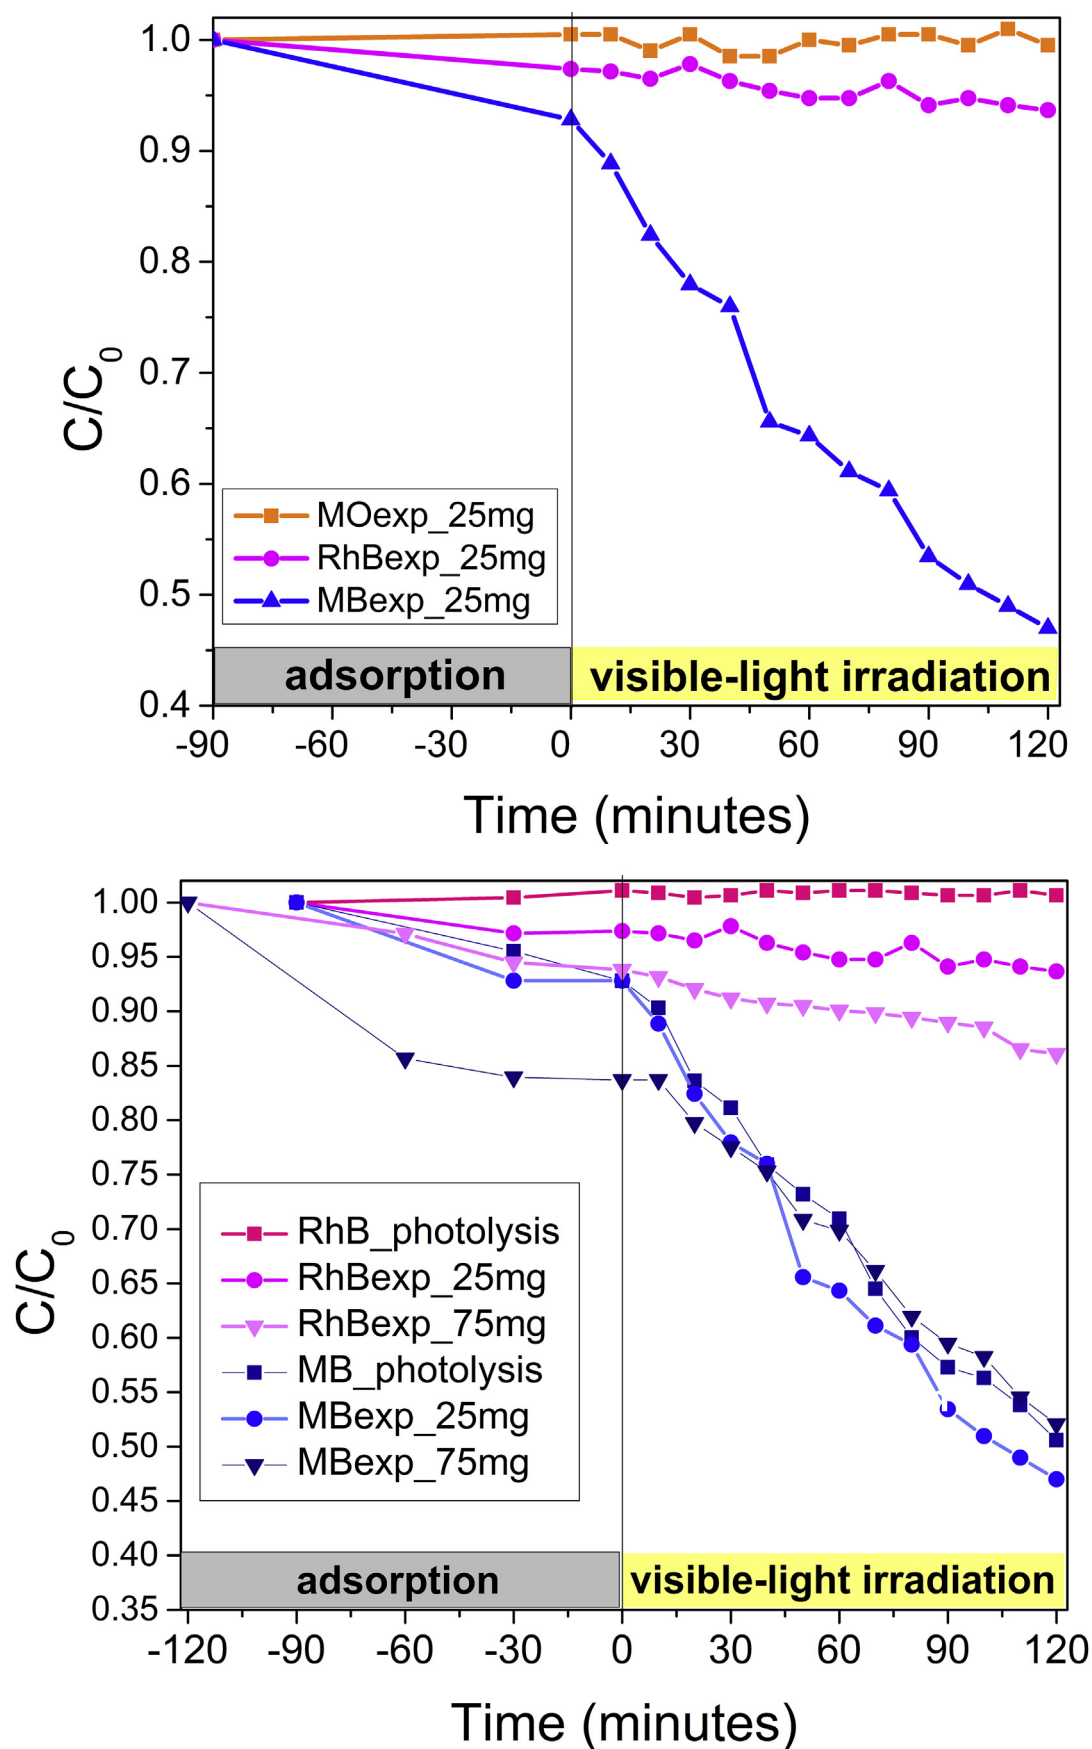 1.0
0.9
0.8
0.7
0.6
0.5
0.4
C/C0
MOexp_25mg
RhBexp_25mg
MBexp_25mg
adsorption
visible-light irradiation
-90 -60 -30 0 30 60 90 120
Time (minutes)
1.00
0.95
0.90
0.85
0.80
0.75
0.70
0.65
0.60
0.55
0.50
0.45
0.40
0.35
C/C0
RhB_photolysis
RhBexp_25mg
RhBexp_75mg
MB_photolysis
MBexp_25mg
MBexp_75mg
adsorption
visible-light irradiation
-120 -90 -60 -30 0 30 60 90 120
Time (minutes)